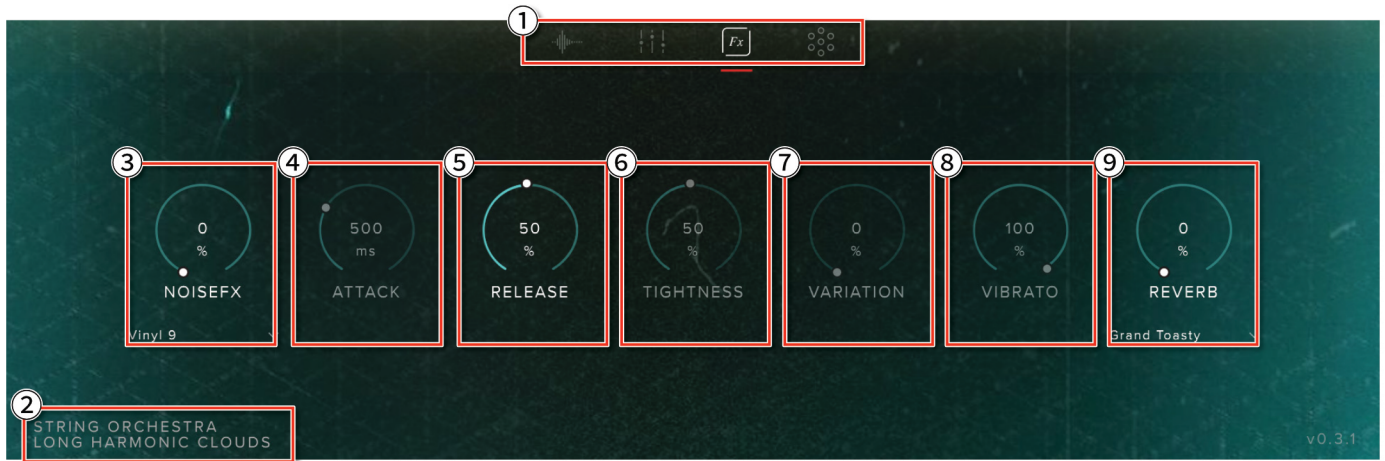 1
Fx
3
4
5
6
7
8
9
0
500
50
50
0
100
0
%
ms
%
%
%
%
%
NOISEFX
ATTACK
RELEASE
TIGHTNESS
VARIATION
VIBRATO
REVERB
Vinyl 9
Grand Toasty
2
STRING ORCHESTRA
LONG HARMONIC CLOUDS
v0.3.1